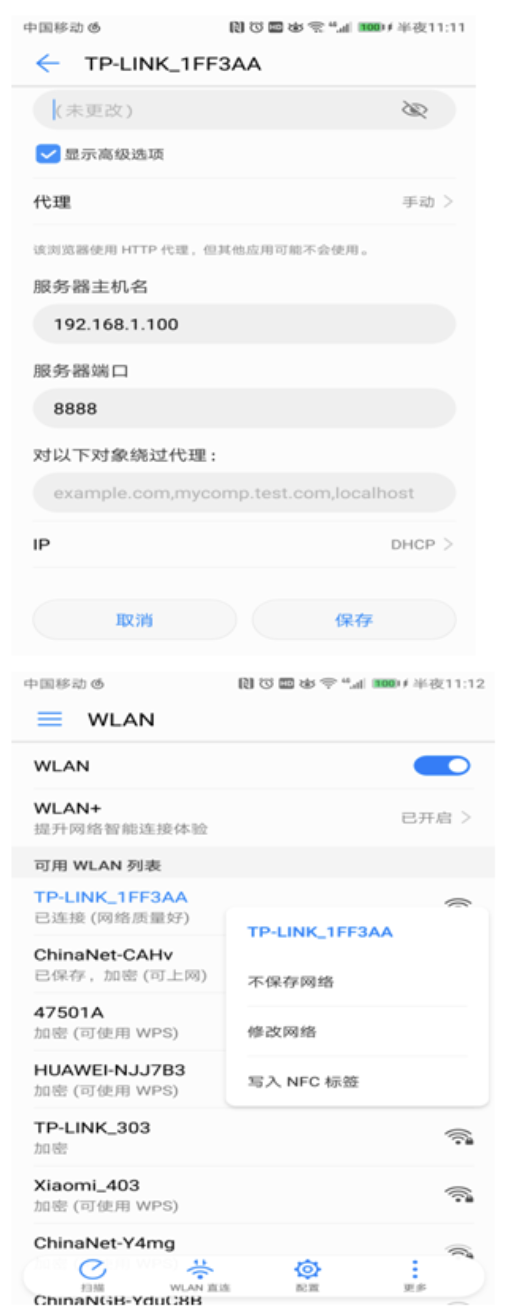 中国移动 HD 46 100 半夜11:11
TP-LINK_1FF3AA
(未更改)
显示高级选项
代理 手动
该浏览器使用 HTTP 代理，但其他应用可能不会使用。
服务器主机名
192.168.1.100
服务器端口
8888
对以下对象绕过代理：
example.com,mycomp.test.com,localhost
IP DHCP
取消 保存
中国移动 HD 46 100 半夜11:12
WLAN
WLAN
WLAN+
提升网络智能连接体验 已开启
可用 WLAN 列表
TP-LINK_1FF3AA
已连接 (网络质量好)
TP-LINK_1FF3AA
不保存网络
修改网络
写入 NFC 标签
ChinaNet-CAHv
已保存，加密 (可上网)
47501A
加密 (可使用 WPS)
HUAWEI-NJJ7B3
加密 (可使用 WPS)
TP-LINK_303
加密
Xiaomi_403
加密 (可使用 WPS)
ChinaNet-Y4mg
扫描 WLAN 直连 配置 更多
ChinaNGB-YduC8B